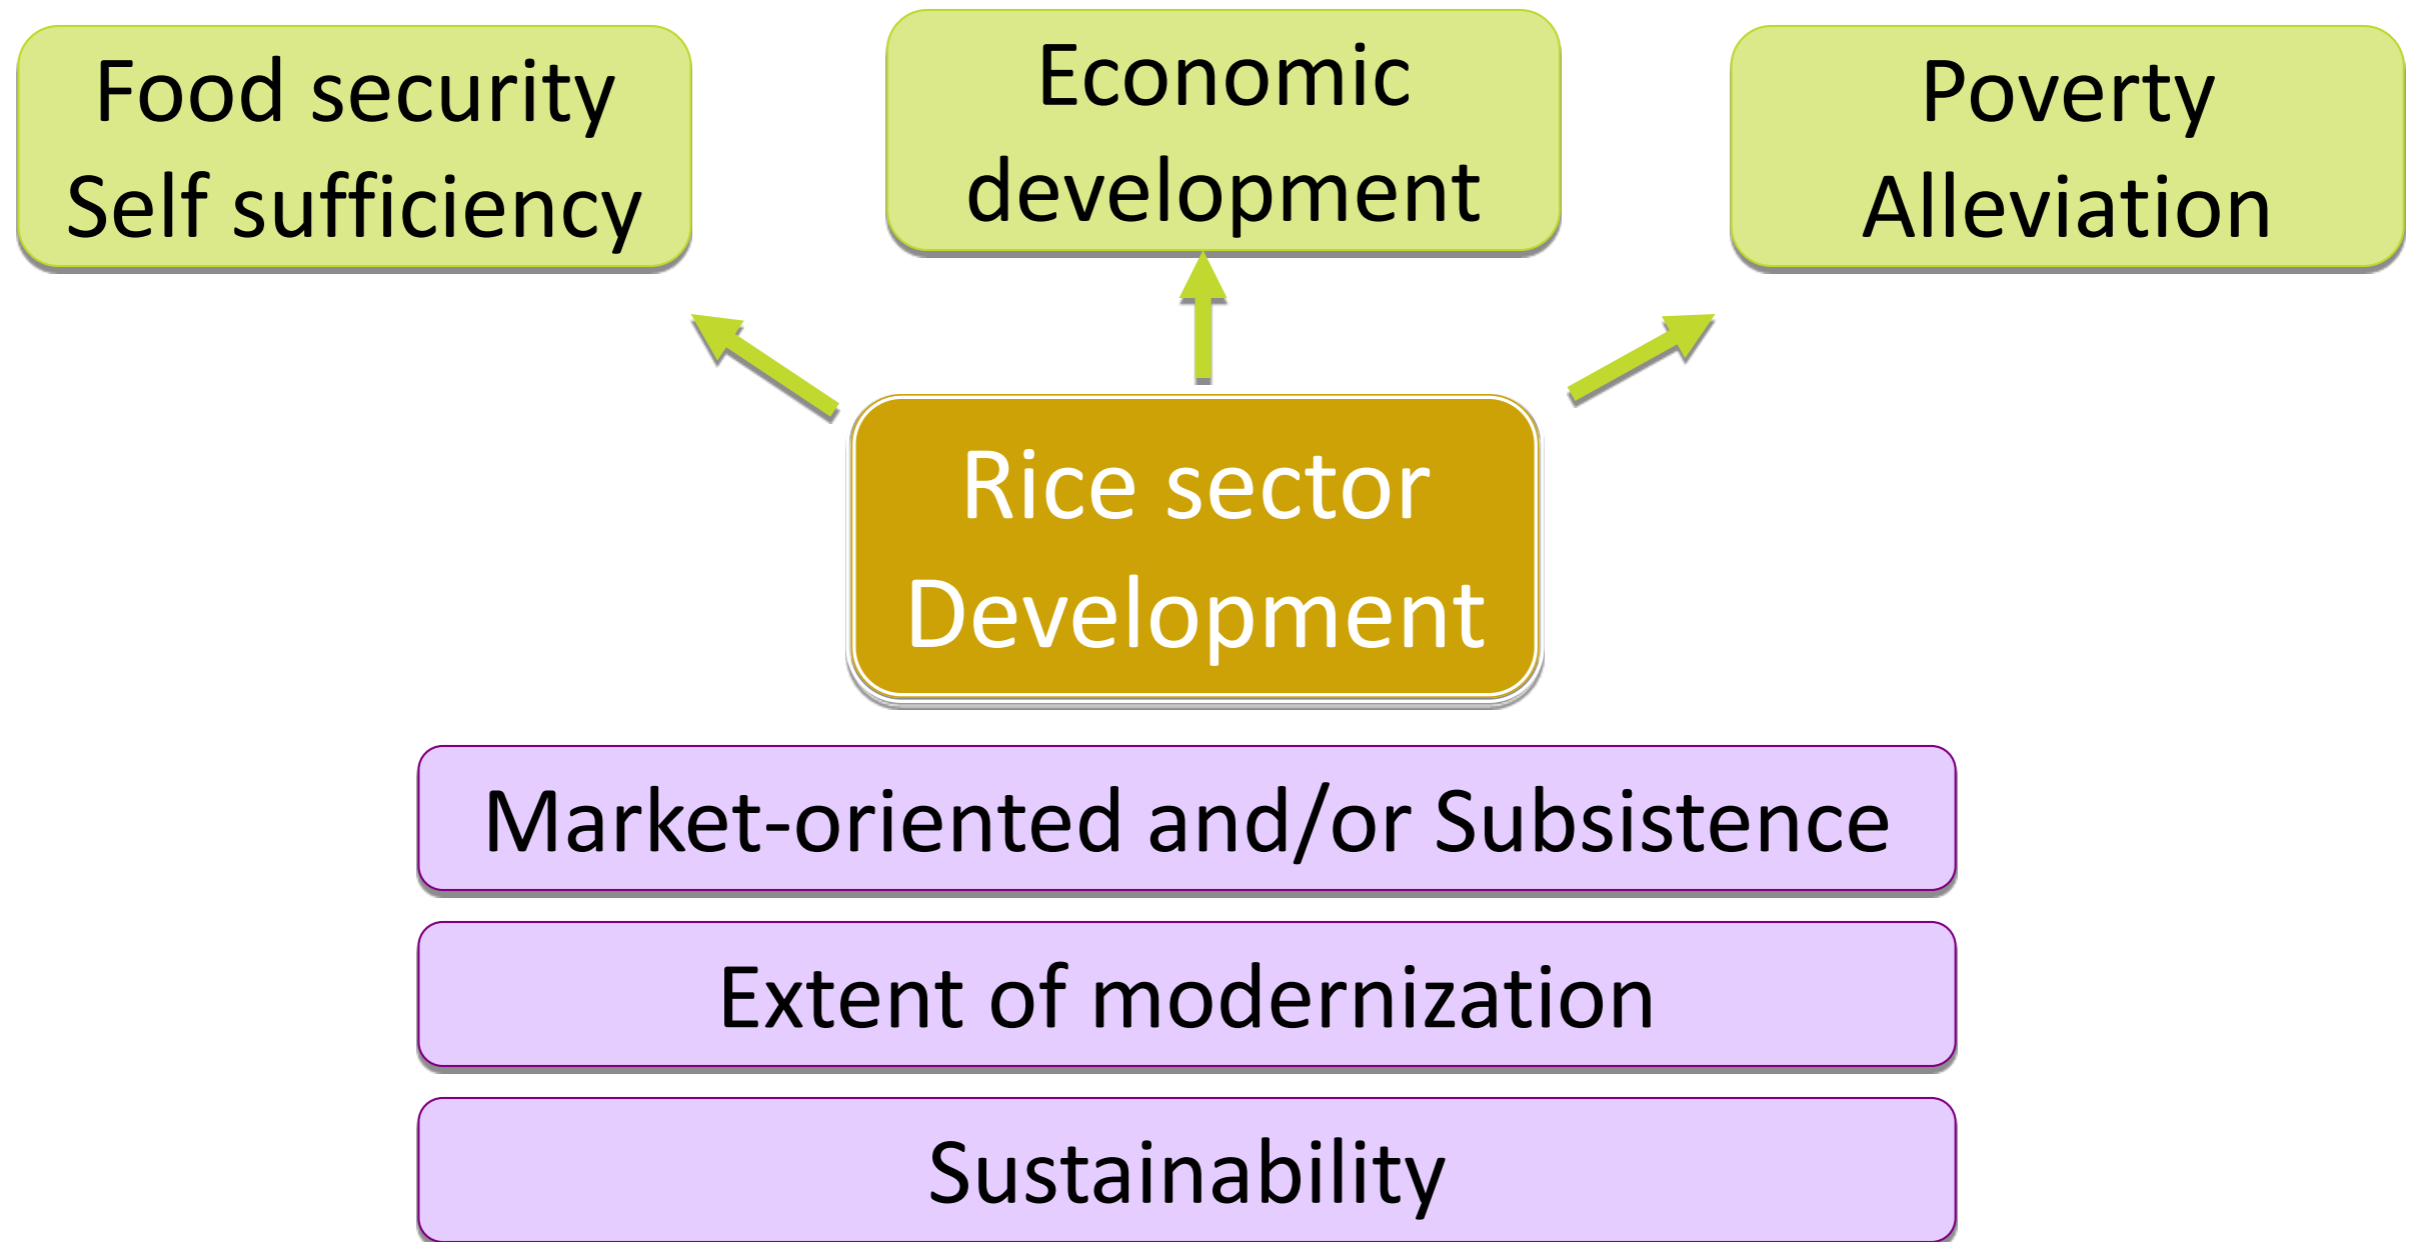 Food security
Self sufficiency
Economic
development
Poverty
Alleviation
Rice sector
Development
Market-oriented and/or Subsistence
Extent of modernization
Sustainability